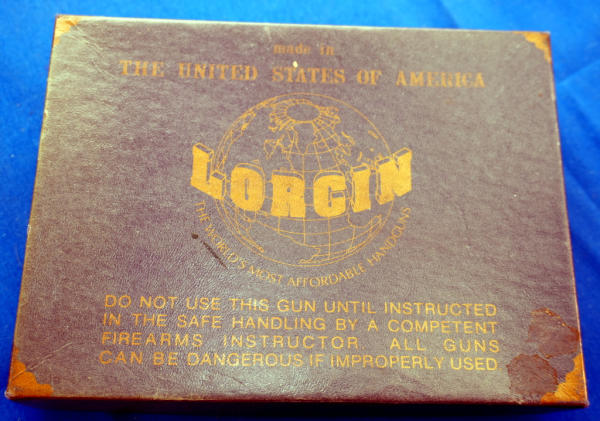 made in
THE UNITED STATES OF AMERICA
LORCIN
THE WORLD'S MOST AFFORDABLE HANDGUNS
DO NOT USE THIS GUN UNTIL INSTRUCTED
IN THE SAFE HANDLING BY A COMPETENT
FIREARMS INSTRUCTOR. ALL GUNS
CAN BE DANGEROUS IF IMPROPERLY USED